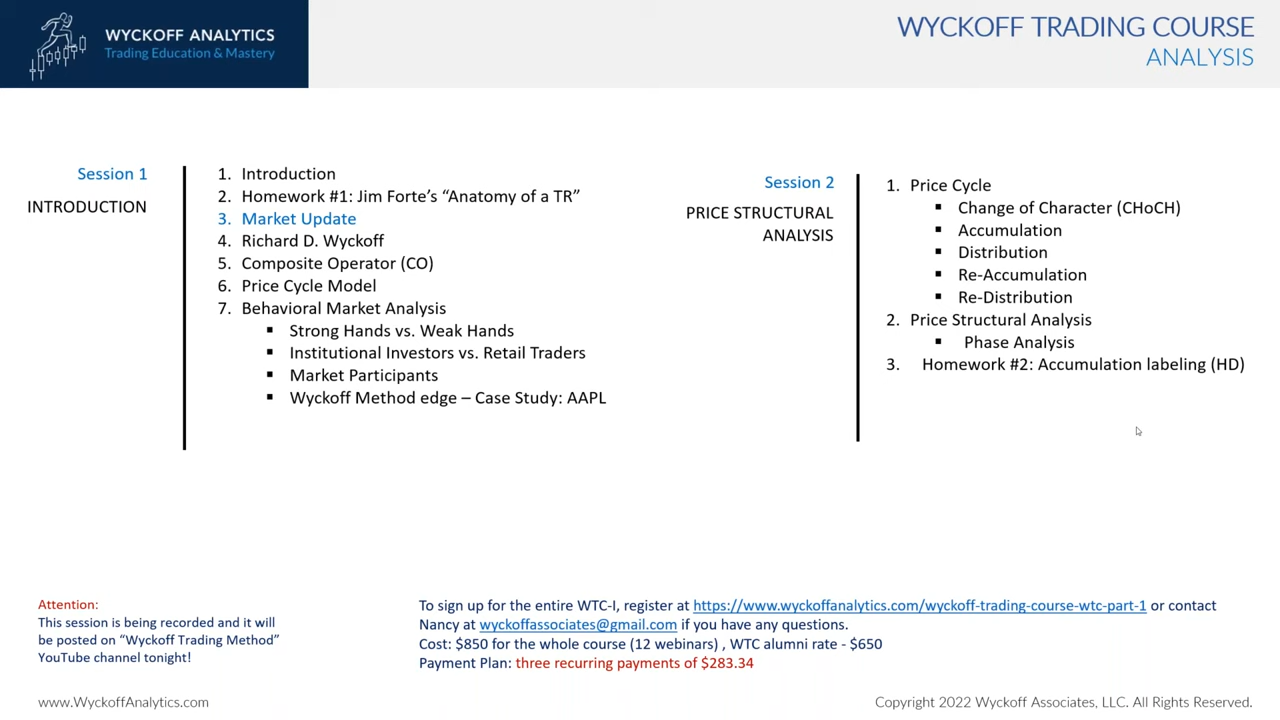 WYCKOFF ANALYTICS
Trading Education & Mastery
WYCKOFF TRADING COURSE
ANALYSIS
Session 1
INTRODUCTION
1. Introduction
2. Homework #1: Jim Forte’s “Anatomy of a TR”
3. Market Update
4. Richard D. Wyckoff
5. Composite Operator (CO)
6. Price Cycle Model
7. Behavioral Market Analysis
▪ Strong Hands vs. Weak Hands
▪ Institutional Investors vs. Retail Traders
▪ Market Participants
▪ Wyckoff Method edge – Case Study: AAPL
Session 2
PRICE STRUCTURAL
ANALYSIS
1. Price Cycle
▪ Change of Character (CHoCH)
▪ Accumulation
▪ Distribution
▪ Re-Accumulation
▪ Re-Distribution
2. Price Structural Analysis
▪ Phase Analysis
3. Homework #2: Accumulation labeling (HD)
Attention:
This session is being recorded and it will
be posted on “Wyckoff Trading Method”
YouTube channel tonight!
To sign up for the entire WTC-I, register at https://www.wyckoffanalytics.com/wyckoff-trading-course-wtc-part-1 or contact
Nancy at wyckoffassociates@gmail.com if you have any questions.
Cost: $850 for the whole course (12 webinars) , WTC alumni rate - $650
Payment Plan: three recurring payments of $283.34
www.WyckoffAnalytics.com
Copyright 2022 Wyckoff Associates, LLC. All Rights Reserved.